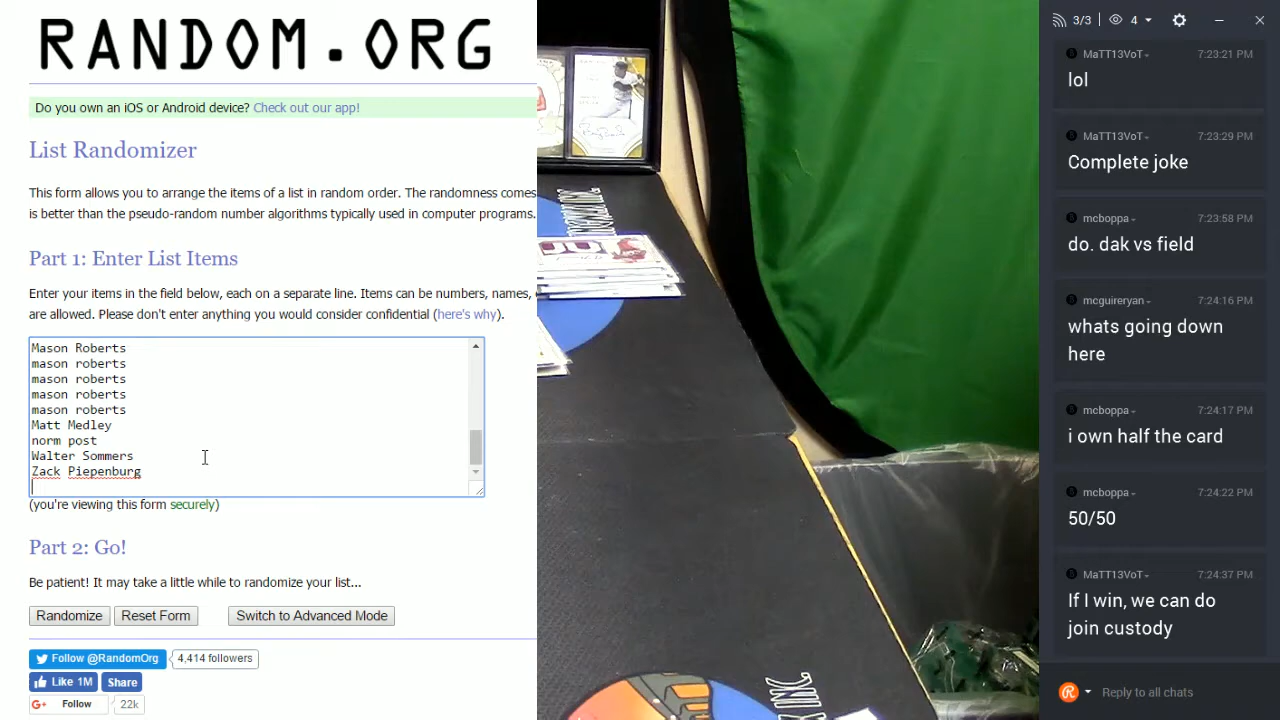 RANDOM.ORG
Do you own an iOS or Android device? Check out our app!
List Randomizer
This form allows you to arrange the items of a list in random order. The randomness comes
is better than the pseudo-random number algorithms typically used in computer programs.
Part 1: Enter List Items
Enter your items in the field below, each on a separate line. Items can be numbers, names,
are allowed. Please don't enter anything you would consider confidential (here's why).
Mason Roberts
mason roberts
mason roberts
mason roberts
mason roberts
Matt Medley
norm post
Walter Sommers
Zack Piepenburg
(you're viewing this form securely)
Part 2: Go!
Be patient! It may take a little while to randomize your list...
Randomize Reset Form Switch to Advanced Mode
Follow @RandomOrg 4,414 followers
Like 1M Share
G+ Follow 22k
3/3 4
MaTT13VoT 7:23:21 PM
lol
MaTT13VoT 7:23:29 PM
Complete joke
mcboppa 7:23:58 PM
do. dak vs field
mcguireryan 7:24:16 PM
whats going down
here
mcboppa 7:24:17 PM
i own half the card
mcboppa 7:24:22 PM
50/50
MaTT13VoT 7:24:37 PM
If I win, we can do
join custody
Reply to all chats